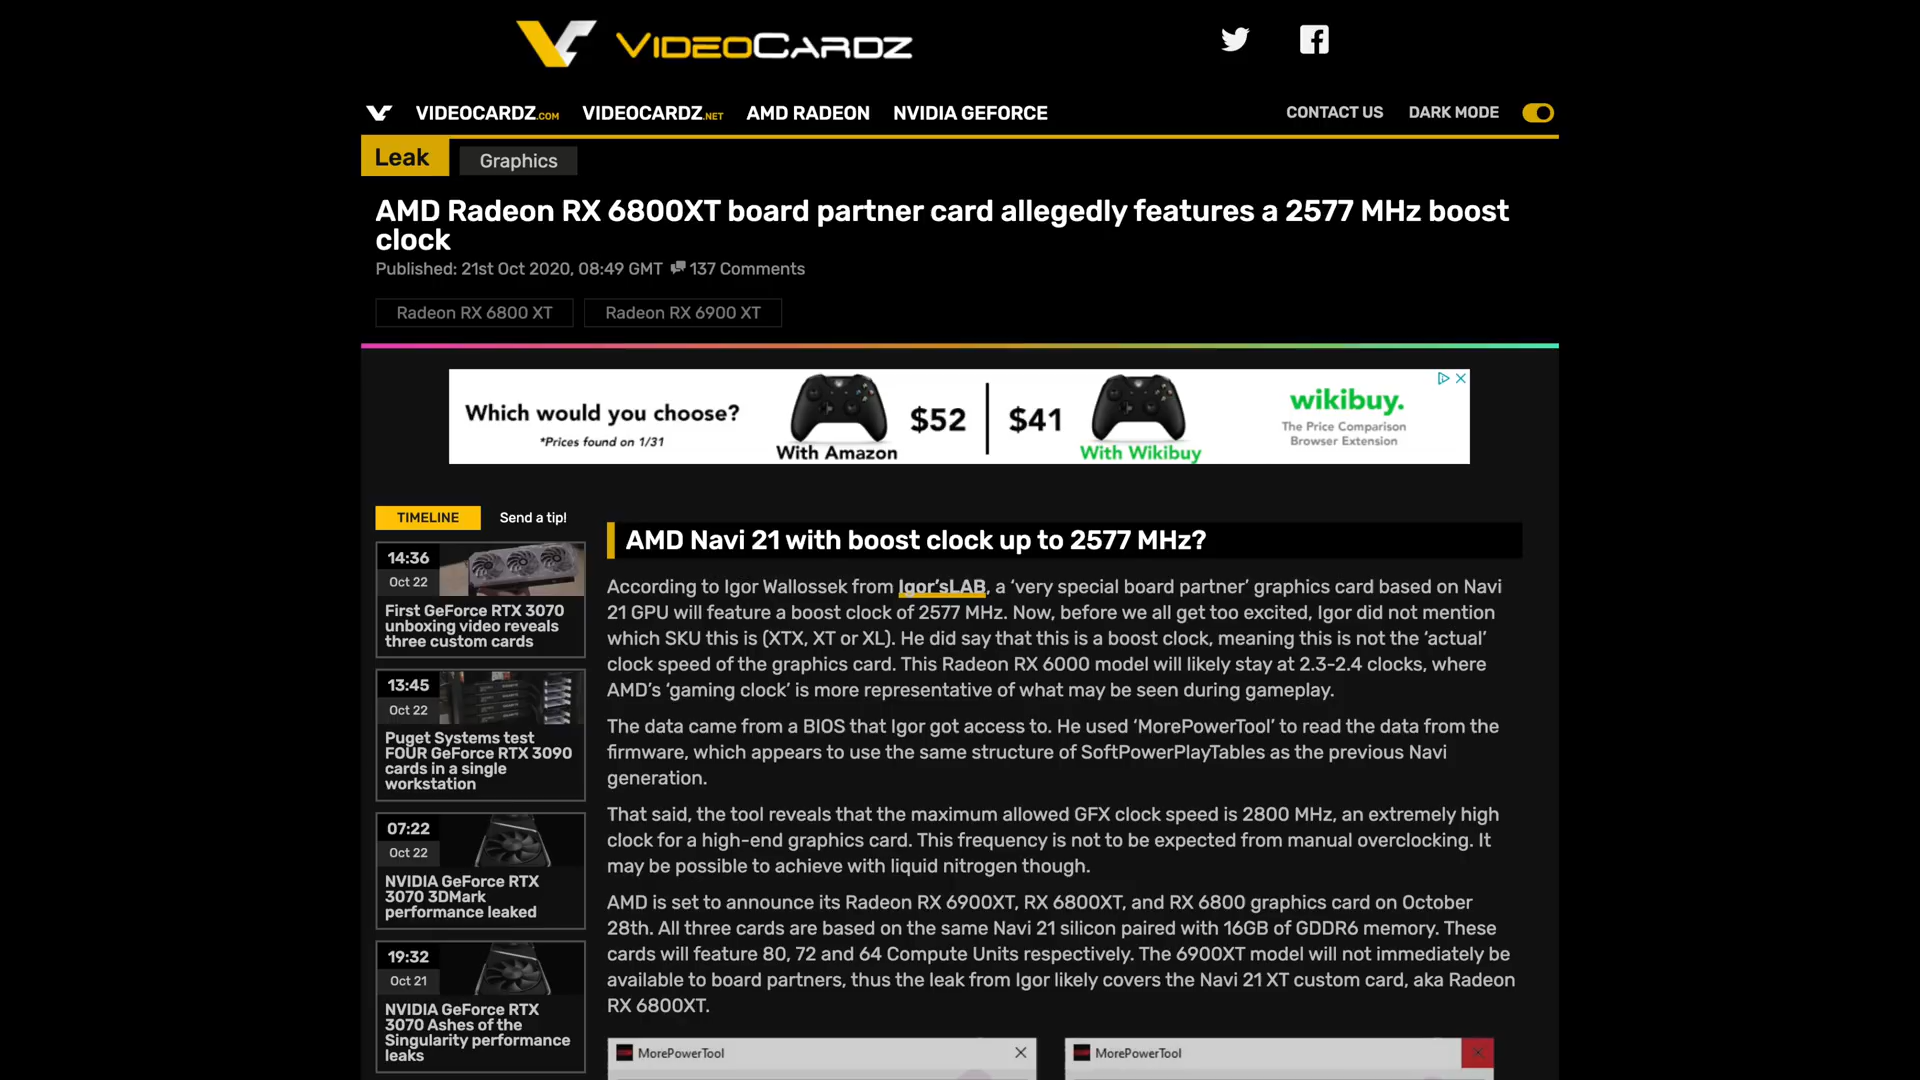 VIDEOCARDZ
VIDEOCARDZ.COM VIDEOCARDZ.NET AMD RADEON NVIDIA GEFORCE CONTACT US DARK MODE
Leak Graphics
AMD Radeon RX 6800XT board partner card allegedly features a 2577 MHz boost
clock
Published: 21st Oct 2020, 08:49 GMT 137 Comments
Radeon RX 6800 XT Radeon RX 6900 XT
Which would you choose?
*Prices found on 1/31
$52
With Amazon
$41
With Wikibuy
wikibuy.
The Price Comparison
Browser Extension
TIMELINE Send a tip!
14:36
Oct 22
First GeForce RTX 3070
unboxing video reveals
three custom cards
13:45
Oct 22
Puget Systems test
FOUR GeForce RTX 3090
cards in a single
workstation
07:22
Oct 22
NVIDIA GeForce RTX
3070 3DMark
performance leaked
19:32
Oct 21
NVIDIA GeForce RTX
3070 Ashes of the
Singularity performance
leaks
AMD Navi 21 with boost clock up to 2577 MHz?
According to Igor Wallossek from Igor'sLAB, a ‘very special board partner’ graphics card based on Navi
21 GPU will feature a boost clock of 2577 MHz. Now, before we all get too excited, Igor did not mention
which SKU this is (XTX, XT or XL). He did say that this is a boost clock, meaning this is not the ‘actual’
clock speed of the graphics card. This Radeon RX 6000 model will likely stay at 2.3-2.4 clocks, where
AMD’s ‘gaming clock’ is more representative of what may be seen during gameplay.
The data came from a BIOS that Igor got access to. He used ‘MorePowerTool’ to read the data from the
firmware, which appears to use the same structure of SoftPowerPlayTables as the previous Navi
generation.
That said, the tool reveals that the maximum allowed GFX clock speed is 2800 MHz, an extremely high
clock for a high-end graphics card. This frequency is not to be expected from manual overclocking. It
may be possible to achieve with liquid nitrogen though.
AMD is set to announce its Radeon RX 6900XT, RX 6800XT, and RX 6800 graphics card on October
28th. All three cards are based on the same Navi 21 silicon paired with 16GB of GDDR6 memory. These
cards will feature 80, 72 and 64 Compute Units respectively. The 6900XT model will not immediately be
available to board partners, thus the leak from Igor likely covers the Navi 21 XT custom card, aka Radeon
RX 6800XT.
MorePowerTool
MorePowerTool